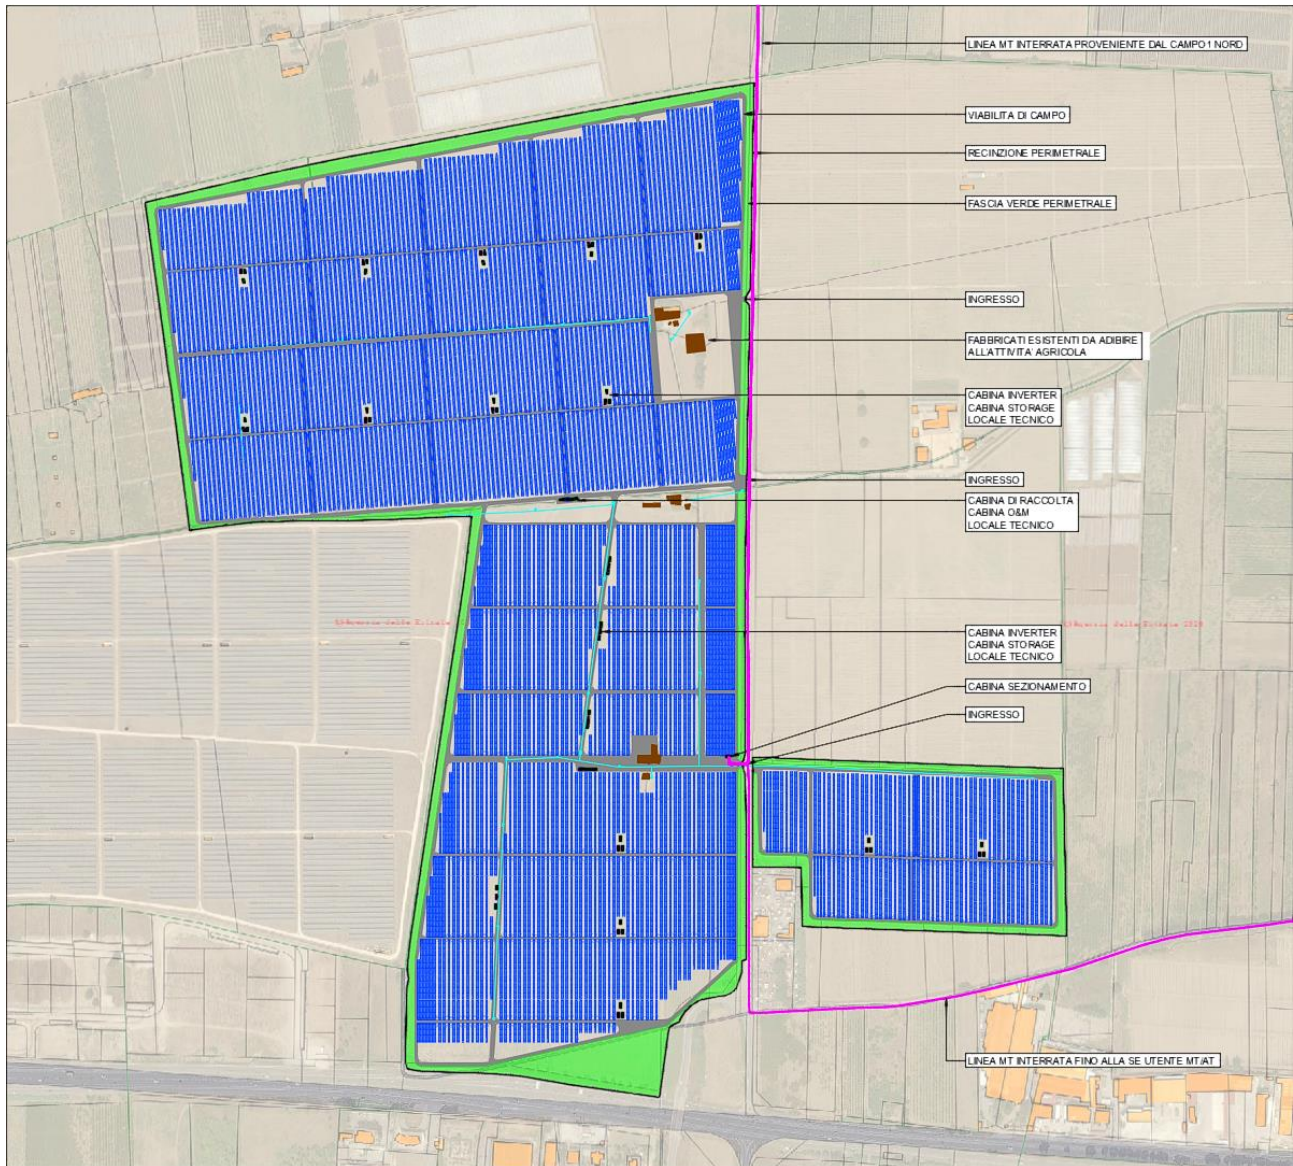 LINEA MT INTERRATA PROVENIENTE DAL CAMPO 1 NORD
VIABILITA DI CAMPO
RECINZIONE PERIMETRALE
FASCIA VERDE PERIMETRALE
INGRESSO
FABBRICATI ESISTENTI DA ADIBIRE
ALL'ATTIVITA' AGRICOLA
CABINA INVERTER
CABINA STORAGE
LOCALE TECNICO
INGRESSO
CABINA DI RACCOLTA
CABINA O&M
LOCALE TECNICO
CABINA INVERTER
CABINA STORAGE
LOCALE TECNICO
CABINA SEZIONAMENTO
INGRESSO
LINEA MT INTERRATA FINO ALLA SE UTENTE MT/AT